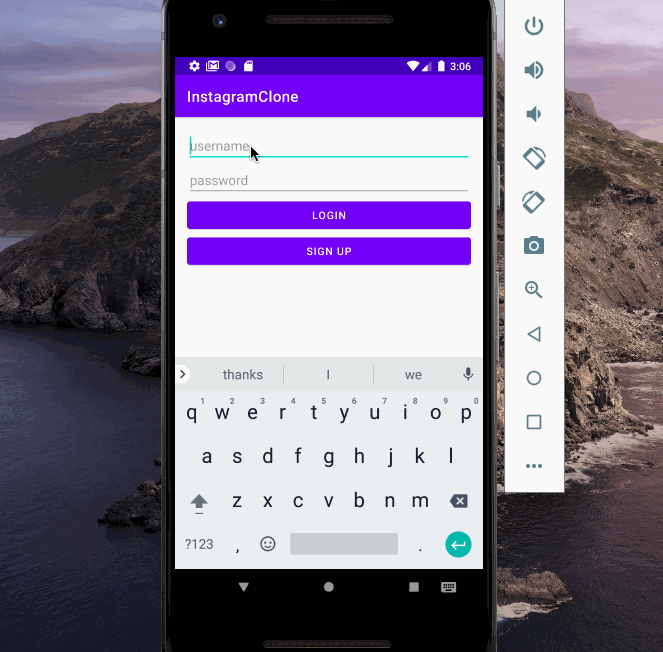 3:06
InstagramClone
username
password
LOGIN
SIGN UP
thanks I we
1 2 3 4 5 6 7 8 9 0
q w e r t y u i o p
a s d f g h j k l
z x c v b n m
?123 , .